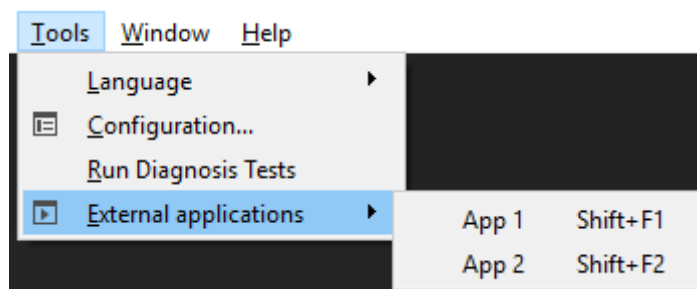 Tools Window Help
Language
Configuration...
Run Diagnosis Tests
External applications
App 1 Shift+F1
App 2 Shift+F2